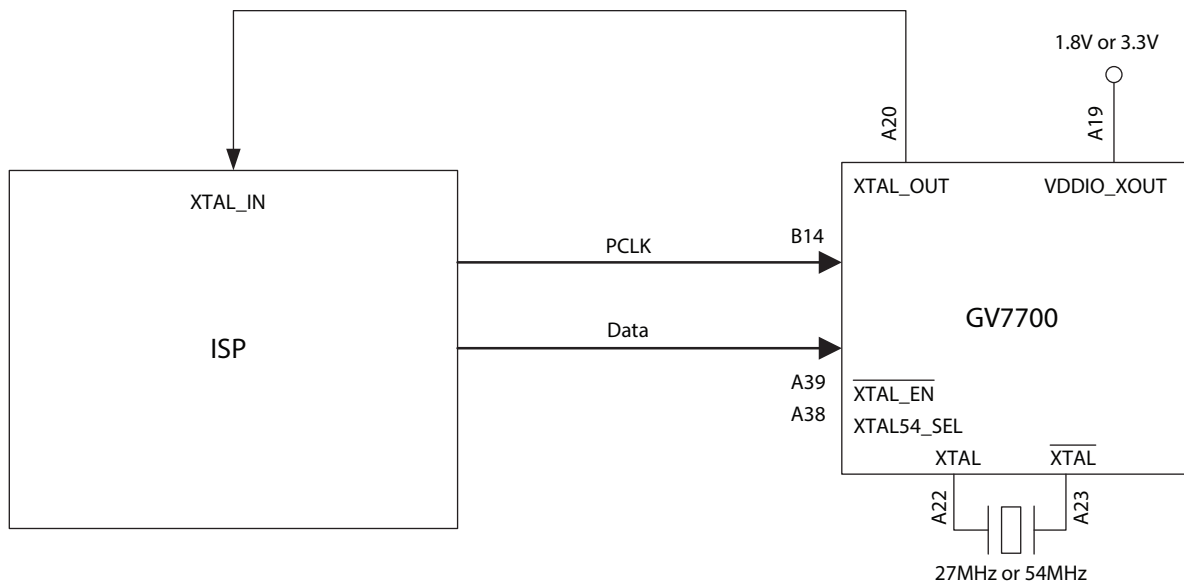 1.8V or 3.3V
A20
A19
XTAL_IN
XTAL_OUT
VDDIO_XOUT
PCLK
B14
GV7700
Data
ISP
A39
XTAL_EN
A38
XTAL54_SEL
XTAL
XTAL
A22
A23
27MHz or 54MHz